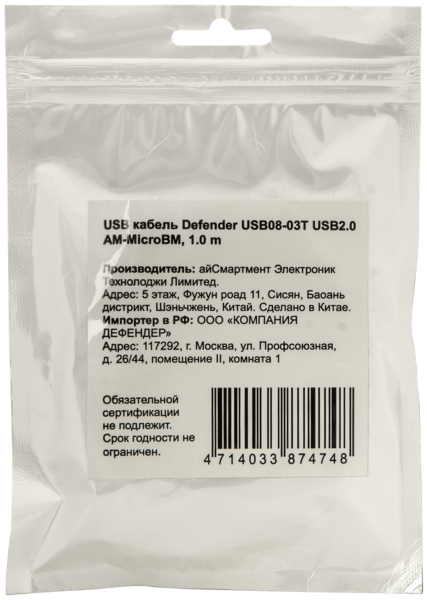 USB кабель Defender USB08-03T USB2.0
AM-MicroBM, 1.0 m
Производитель: айСмартмент Электроник
Технолоджи Лимитед.
Адрес: 5 этаж, Фужун роад 11, Сисян, Баоань
дистрикт, Шэньчжень, Китай. Сделано в Китае.
Импортер в РФ: ООО «КОМПАНИЯ
ДЕФЕНДЕР»
Адрес: 117292, г. Москва, ул. Профсоюзная,
д. 26/44, помещение II, комната 1
Обязательной
сертификации
не подлежит.
Срок годности не
ограничен.
4 714033 874748